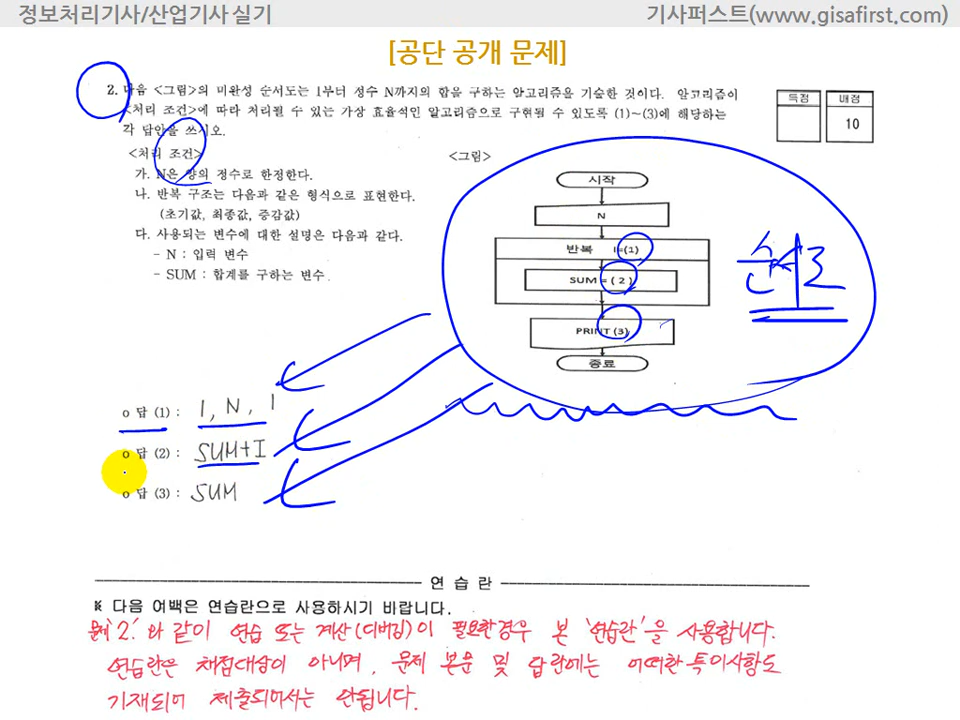 정보처리기사/산업기사 실기
기사퍼스트(www.gisafirst.com)
[공단 공개 문제]
2. 다음 <그림>의 미완성 순서도는 1부터 정수 N까지의 합을 구하는 알고리즘을 기술한 것이다. 알고리즘이
<처리 조건>에 따라 처리될 수 있는 가상 효율적인 알고리즘으로 구현될 수 있도록 (1)~(3)에 해당하는
각 답안을 쓰시오.
득점
배점
10
<처리 조건>
가. N은 양의 정수로 한정한다.
나. 반복 구조는 다음과 같은 형식으로 표현한다.
(초기값, 최종값, 증감값)
다. 사용되는 변수에 대한 설명은 다음과 같다.
- N : 입력 변수
- SUM : 합계를 구하는 변수.
<그림>
시작
N
반복 I=(1)
SUM = ( 2 )
PRINT (3)
종료
순서도
o 답 (1) : 1, N, 1
o 답 (2) : SUM+I
o 답 (3) : SUM
연 습 란
※ 다음 여백은 연습란으로 사용하시기 바랍니다.
문제 '2.' 와 같이 연습 또는 계산(디버깅)이 필요한경우 본 '연습란'을 사용합니다.
연습란은 채점대상이 아니며, 문제 본문 및 답란에는 어떠한 특이사항도
기재되어 제출되어서는 안됩니다.